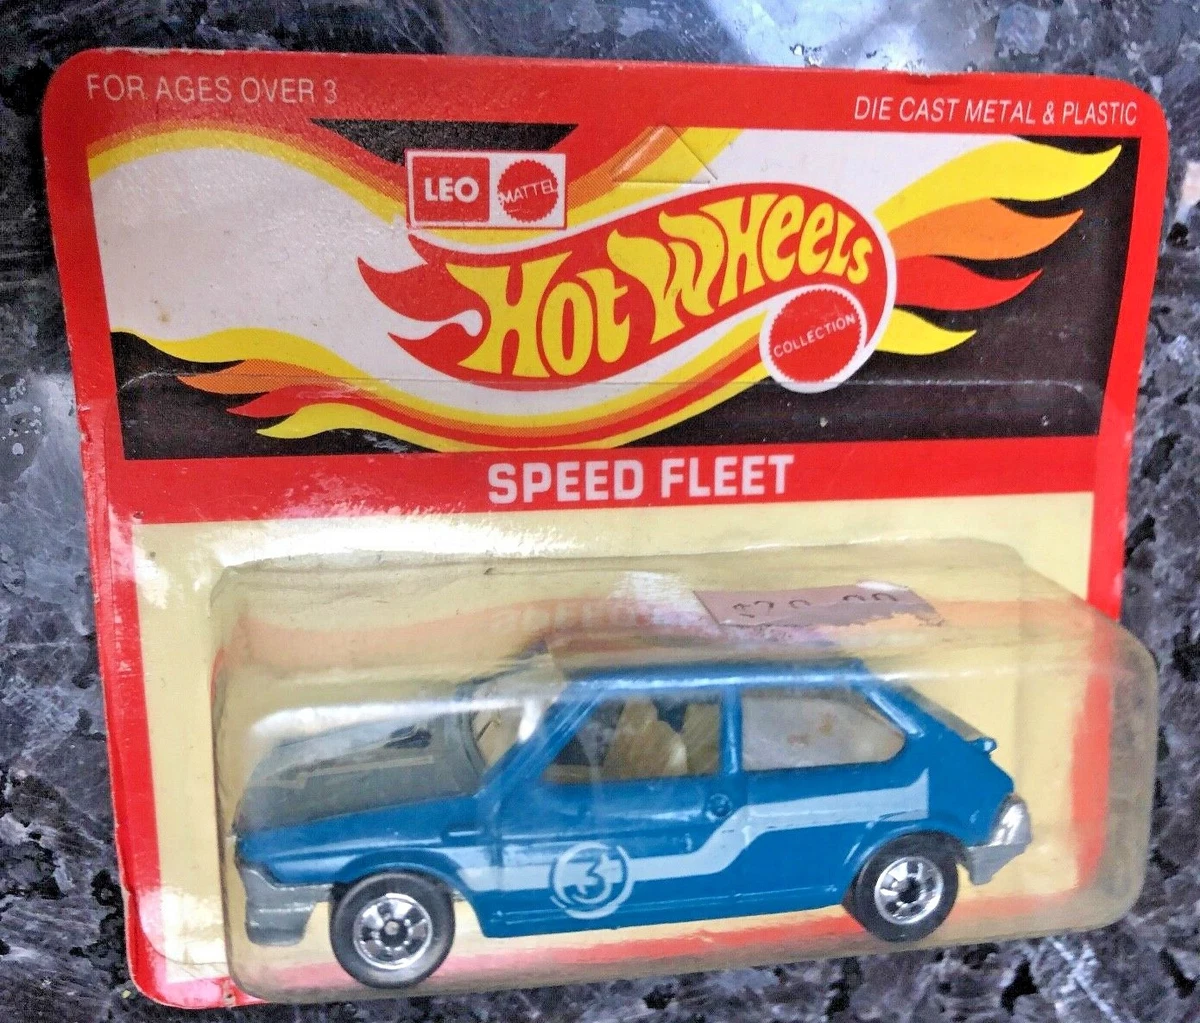 FOR AGES OVER 3
DIE CAST METAL & PLASTIC
LEO MATTEL
HOT WHEELS
COLLECTION
SPEED FLEET
3